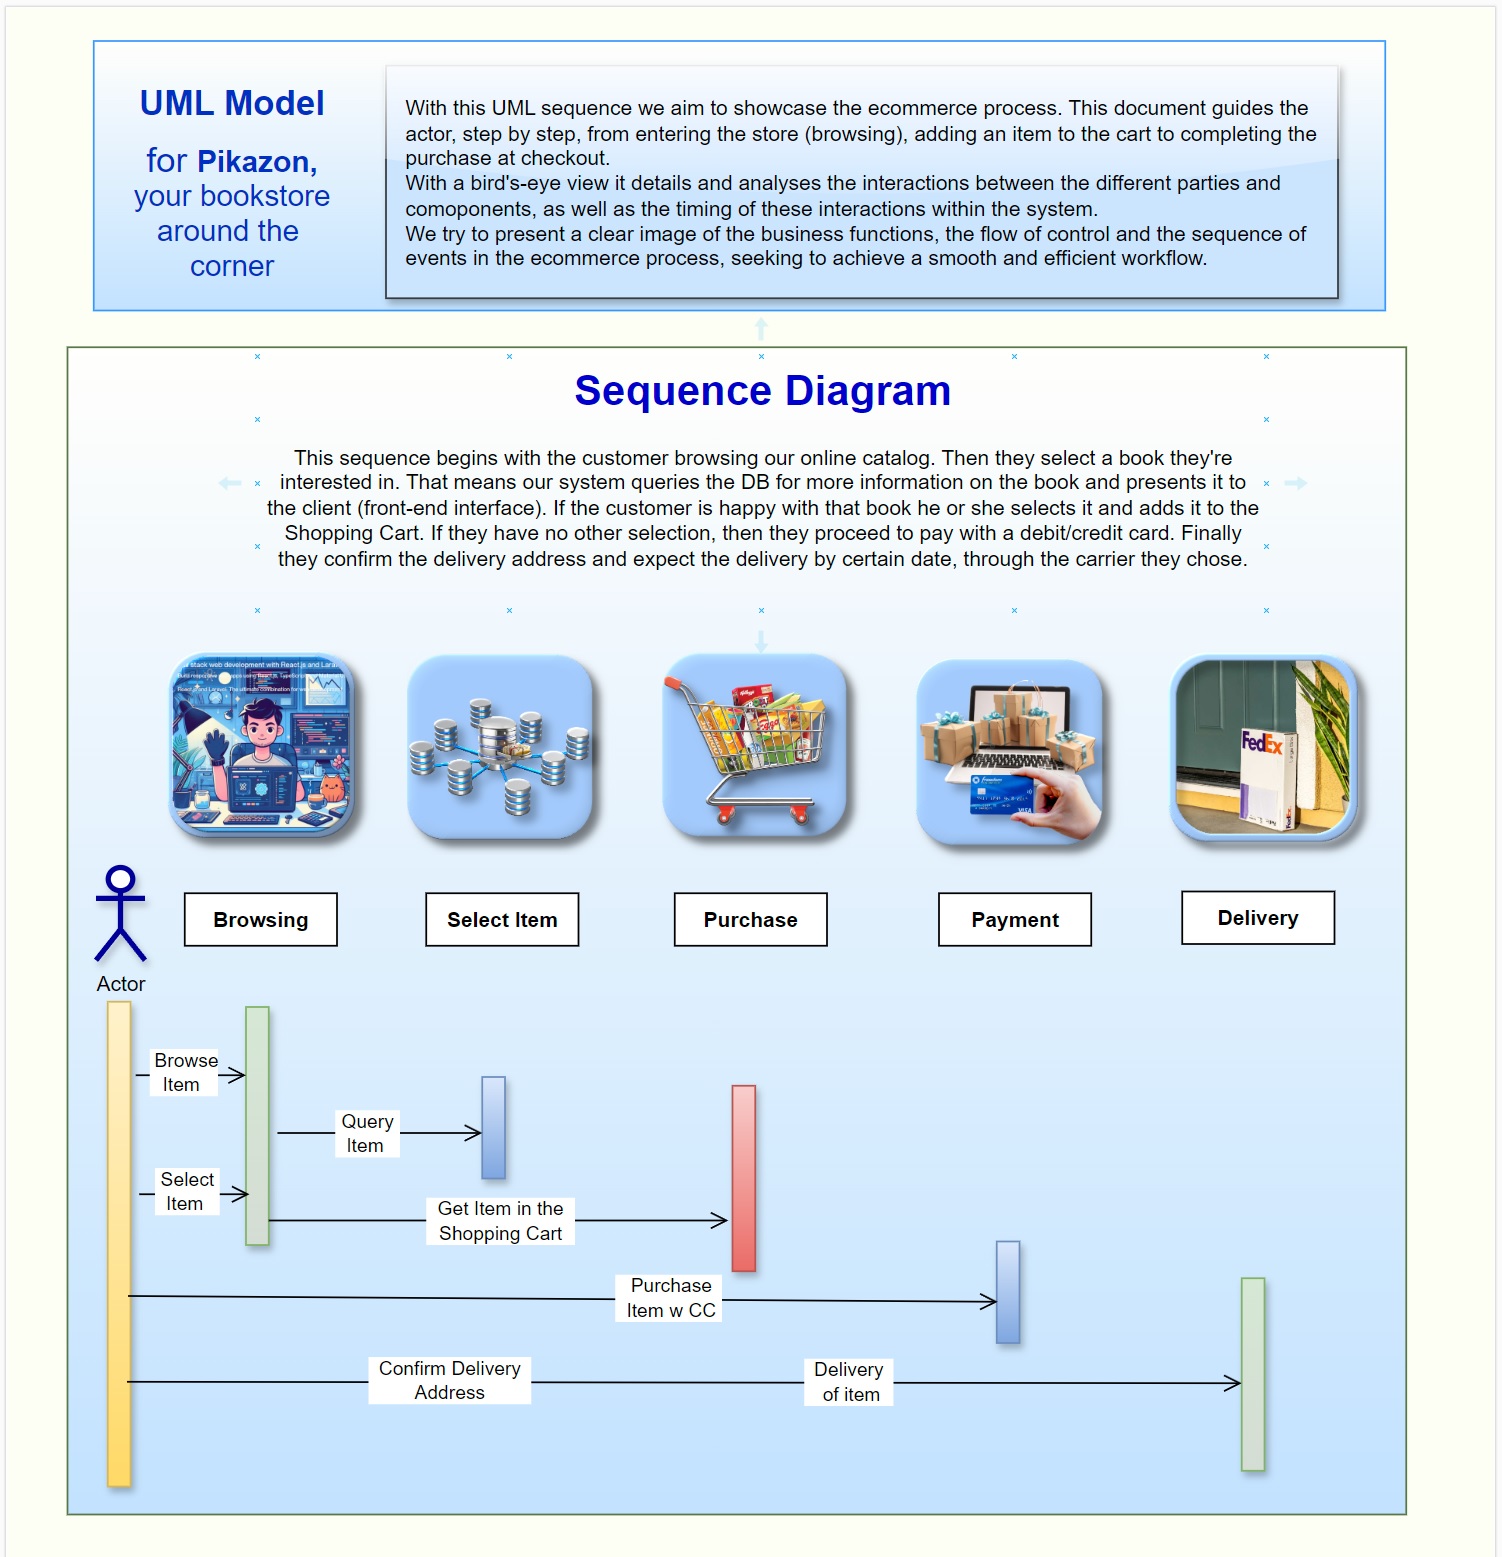 UML Model
for Pikazon,
your bookstore
around the
corner
With this UML sequence we aim to showcase the ecommerce process. This document guides the
actor, step by step, from entering the store (browsing), adding an item to the cart to completing the
purchase at checkout.
With a bird's-eye view it details and analyses the interactions between the different parties and
comoponents, as well as the timing of these interactions within the system.
We try to present a clear image of the business functions, the flow of control and the sequence of
events in the ecommerce process, seeking to achieve a smooth and efficient workflow.
Sequence Diagram
This sequence begins with the customer browsing our online catalog. Then they select a book they're
interested in. That means our system queries the DB for more information on the book and presents it to
the client (front-end interface). If the customer is happy with that book he or she selects it and adds it to the
Shopping Cart. If they have no other selection, then they proceed to pay with a debit/credit card. Finally
they confirm the delivery address and expect the delivery by certain date, through the carrier they chose.
stack web development with React.js and
FedEx
VISA
Browsing
Select Item
Purchase
Payment
Delivery
Actor
Browse
Item
Query
Item
Select
Item
Get Item in the
Shopping Cart
Purchase
Item w CC
Confirm Delivery
Address
Delivery
of item